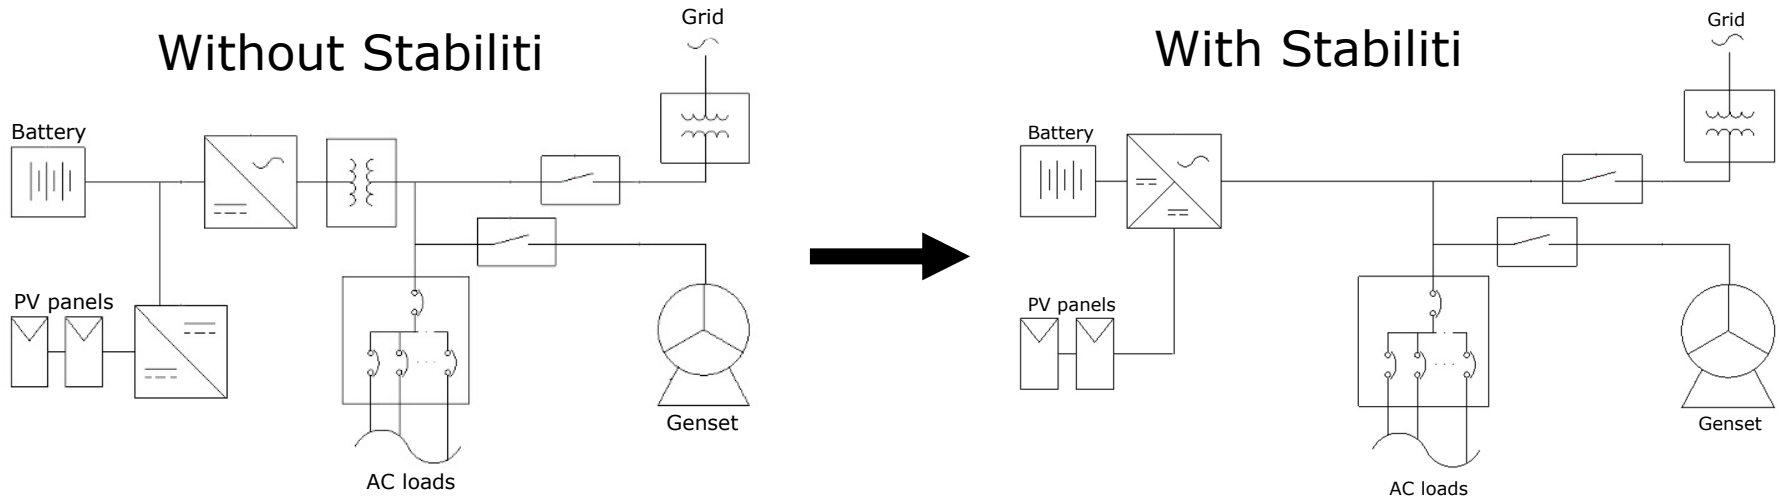 Without Stabiliti
Grid
Battery
PV panels
Genset
AC loads
With Stabiliti
Grid
Battery
PV panels
Genset
AC loads